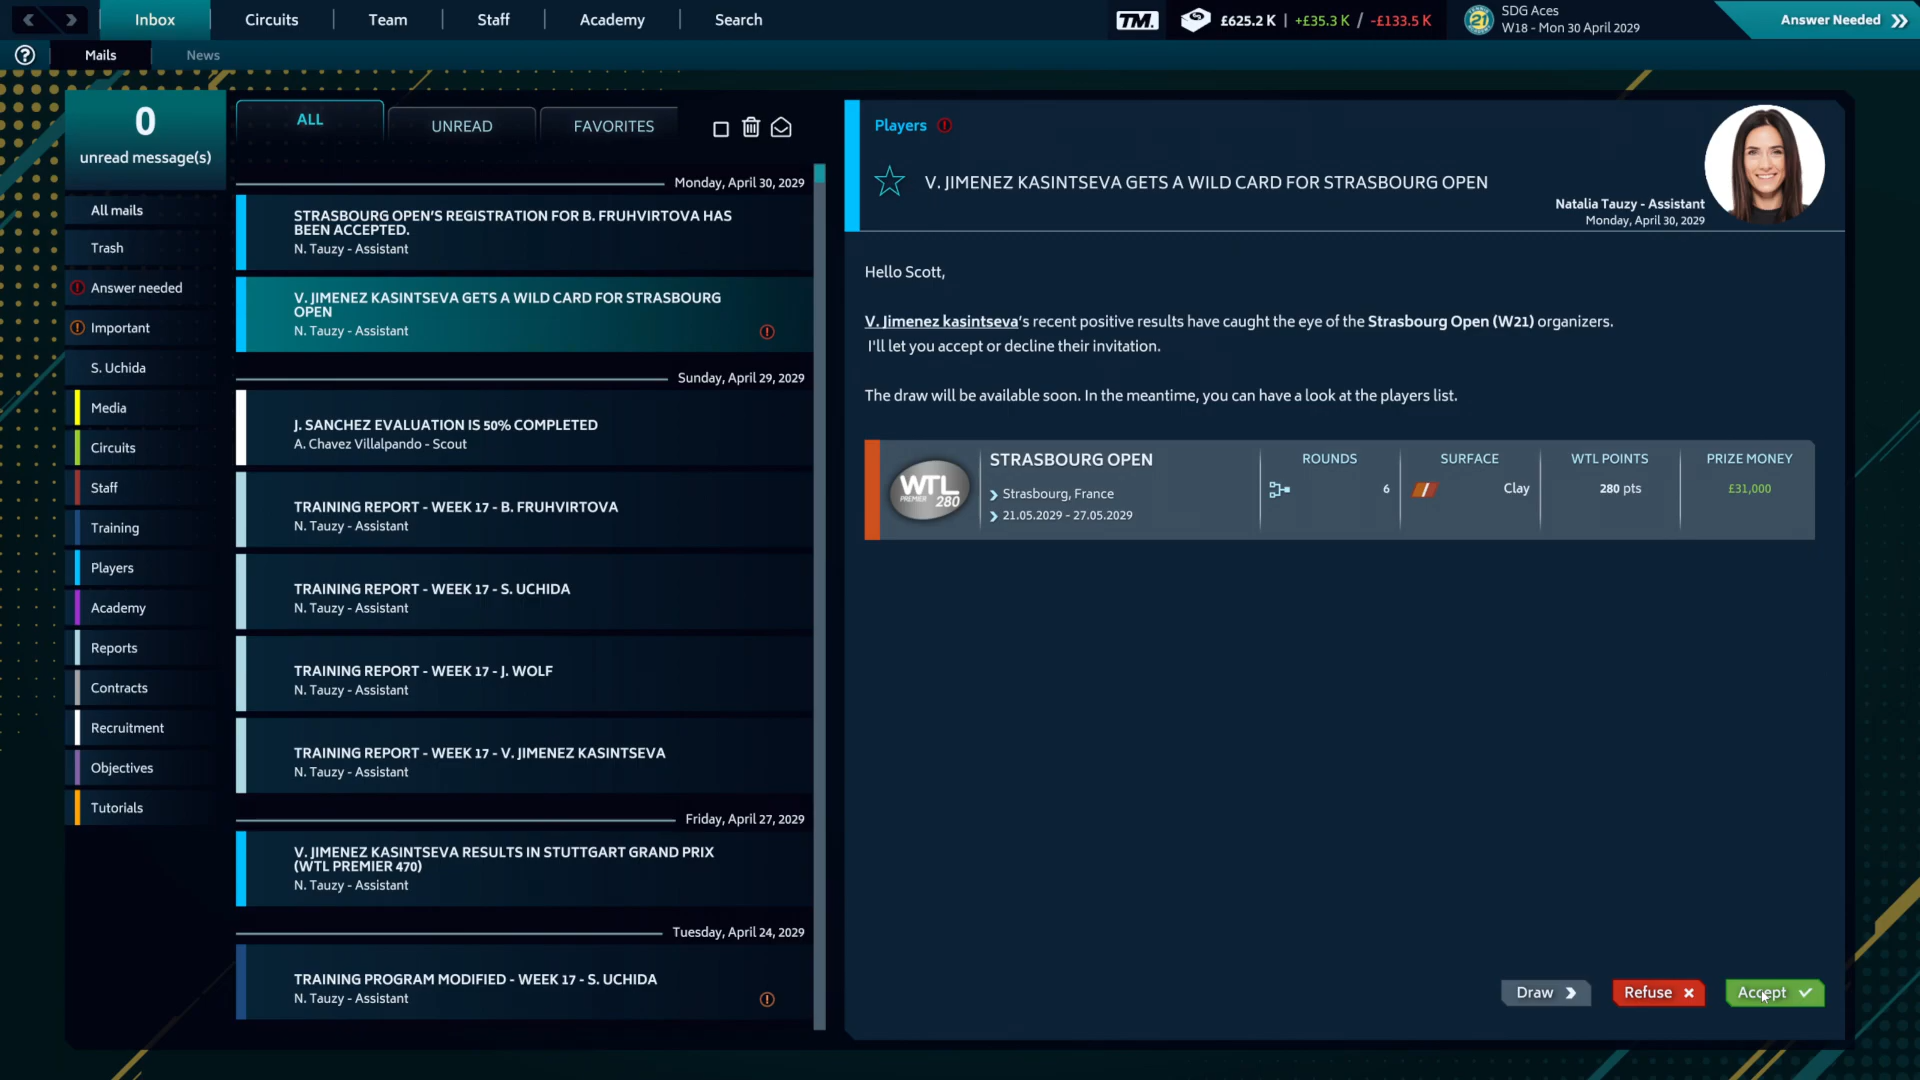 Inbox
Circuits
Team
Staff
Academy
Search
TM.
£625.2 K | +£35.3 K / -£133.5 K
21
SDG Aces
W18 - Mon 30 April 2029
Answer Needed
?
Mails
News
0
unread message(s)
All mails
Trash
Answer needed
Important
S. Uchida
Media
Circuits
Staff
Training
Players
Academy
Reports
Contracts
Recruitment
Objectives
Tutorials
ALL
UNREAD
FAVORITES
Monday, April 30, 2029
STRASBOURG OPEN'S REGISTRATION FOR B. FRUHVIRTOVA HAS
BEEN ACCEPTED.
N. Tauzy - Assistant
V. JIMENEZ KASINTSEVA GETS A WILD CARD FOR STRASBOURG
OPEN
N. Tauzy - Assistant
Sunday, April 29, 2029
J. SANCHEZ EVALUATION IS 50% COMPLETED
A. Chavez Villalpando - Scout
TRAINING REPORT - WEEK 17 - B. FRUHVIRTOVA
N. Tauzy - Assistant
TRAINING REPORT - WEEK 17 - S. UCHIDA
N. Tauzy - Assistant
TRAINING REPORT - WEEK 17 - J. WOLF
N. Tauzy - Assistant
TRAINING REPORT - WEEK 17 - V. JIMENEZ KASINTSEVA
N. Tauzy - Assistant
Friday, April 27, 2029
V. JIMENEZ KASINTSEVA RESULTS IN STUTTGART GRAND PRIX
(WTL PREMIER 470)
N. Tauzy - Assistant
Tuesday, April 24, 2029
TRAINING PROGRAM MODIFIED - WEEK 17 - S. UCHIDA
N. Tauzy - Assistant
Players
V. JIMENEZ KASINTSEVA GETS A WILD CARD FOR STRASBOURG OPEN
Natalia Tauzy - Assistant
Monday, April 30, 2029
Hello Scott,
V. Jimenez kasintseva's recent positive results have caught the eye of the Strasbourg Open (W21) organizers.
I'll let you accept or decline their invitation.
The draw will be available soon. In the meantime, you can have a look at the players list.
WTL
PREMIER 280
STRASBOURG OPEN
Strasbourg, France
21.05.2029 - 27.05.2029
ROUNDS
6
SURFACE
Clay
WTL POINTS
280 pts
PRIZE MONEY
£31,000
Draw
Refuse
Accept